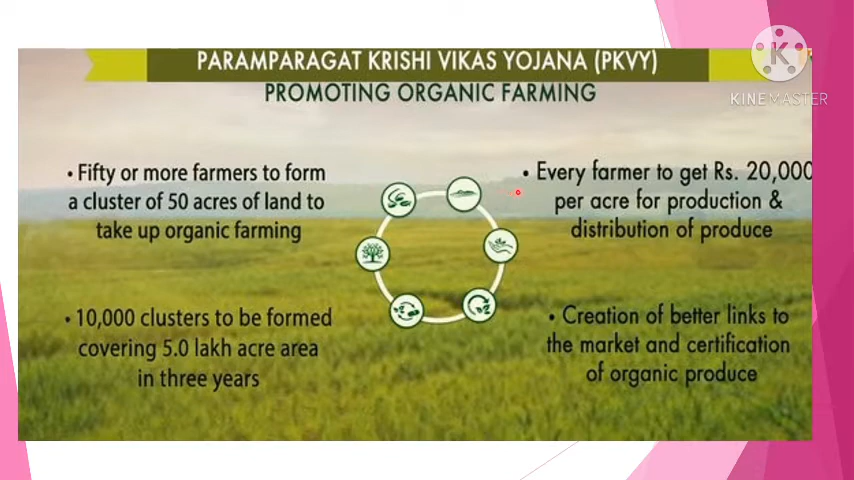 PARAMPARAGAT KRISHI VIKAS YOJANA (PKVY)
PROMOTING ORGANIC FARMING
• Fifty or more farmers to form
a cluster of 50 acres of land to
take up organic farming
• Every farmer to get Rs. 20,000
per acre for production &
distribution of produce
• 10,000 clusters to be formed
covering 5.0 lakh acre area
in three years
• Creation of better links to
the market and certification
of organic produce
K
KINEMASTER